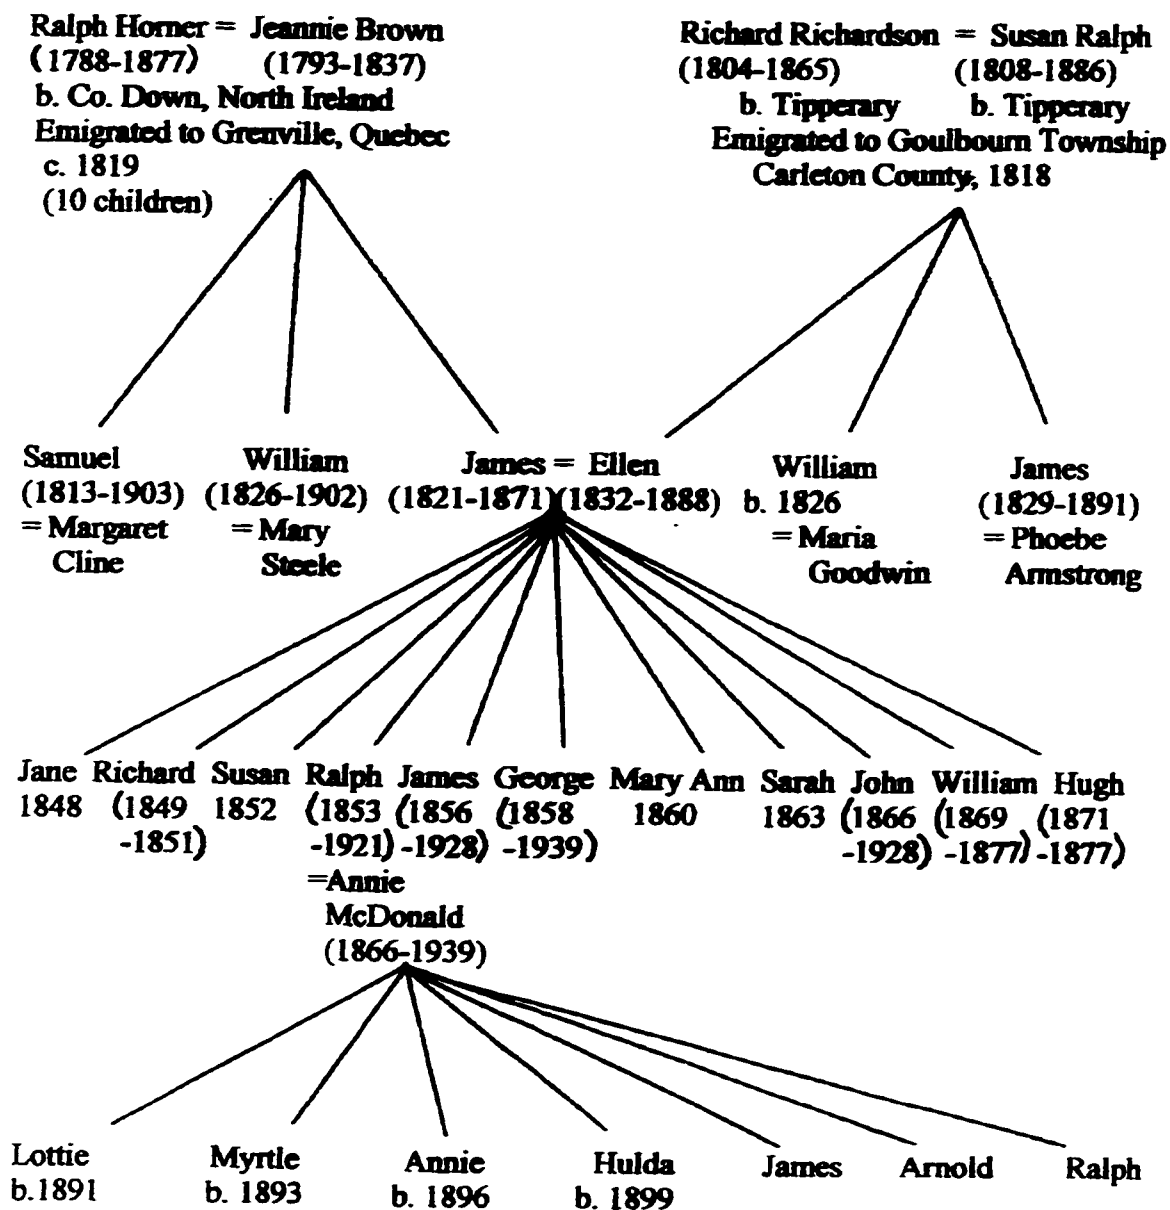 Ralph Horner = Jeannie Brown
(1788-1877) (1793-1837)
b. Co. Down, North Ireland
Emigrated to Grenville, Quebec
c. 1819
(10 children)
Richard Richardson = Susan Ralph
(1804-1865) (1808-1886)
b. Tipperary b. Tipperary
Emigrated to Goulbourn Township
Carleton County, 1818
Samuel
(1813-1903)
= Margaret
Cline
William
(1826-1902)
= Mary
Steele
James = Ellen
(1821-1871) (1832-1888)
William
b. 1826
= Maria
Goodwin
James
(1829-1891)
= Phoebe
Armstrong
Jane
1848
Richard
(1849
-1851)
Susan
1852
Ralph
(1853
-1921)
=Annie
McDonald
(1866-1939)
James
(1856
-1928)
George
(1858
-1939)
Mary Ann
1860
Sarah
1863
John
(1866
-1928)
William
(1869
-1877)
Hugh
(1871
-1877)
Lottie
b.1891
Myrtle
b. 1893
Annie
b. 1896
Hulda
b. 1899
James
Arnold
Ralph